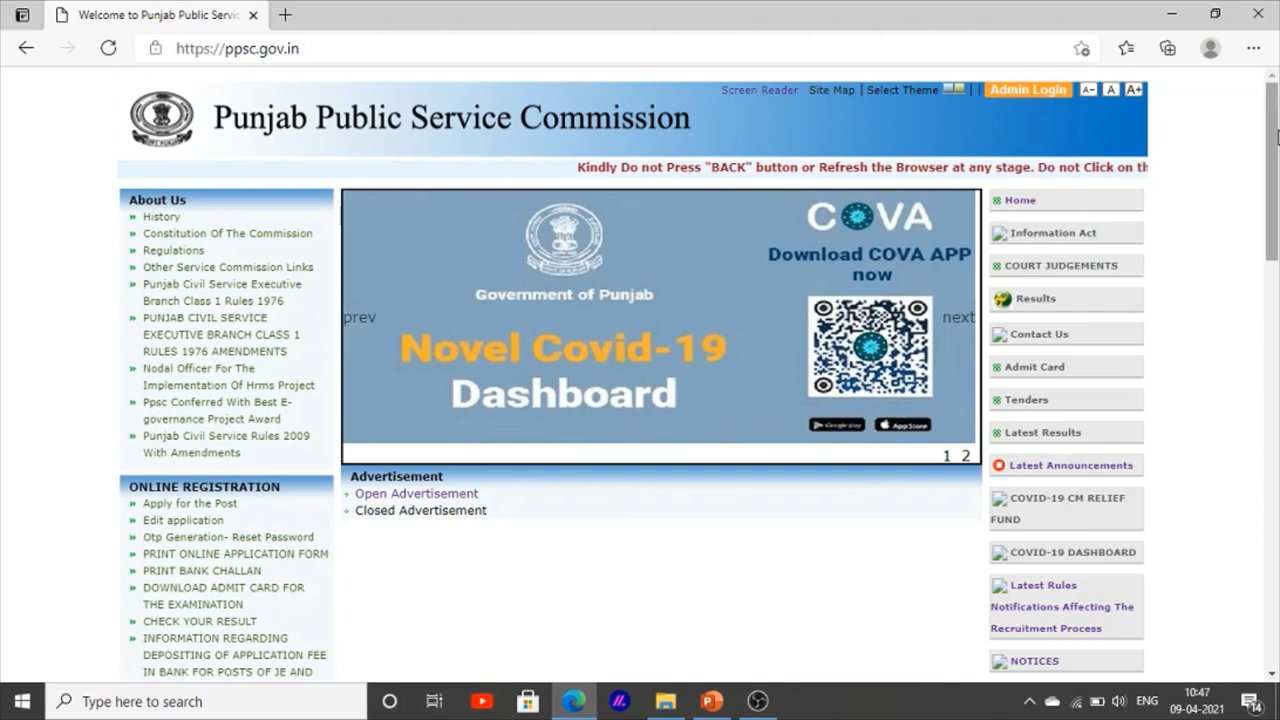 Welcome to Punjab Public Servic
https://ppsc.gov.in
Screen Reader Site Map | Select Theme | | Admin Login A- A A+
Punjab Public Service Commission
Kindly Do not Press "BACK" button or Refresh the Browser at any stage. Do not Click on th
About Us
History
Constitution Of The Commission
Regulations
Other Service Commission Links
Punjab Civil Service Executive
Branch Class 1 Rules 1976
PUNJAB CIVIL SERVICE
EXECUTIVE BRANCH CLASS 1
RULES 1976 AMENDMENTS
Nodal Officer For The
Implementation Of Hrms Project
Ppsc Conferred With Best E-
governance Project Award
Punjab Civil Service Rules 2009
With Amendments
ONLINE REGISTRATION
Apply for the Post
Edit application
Otp Generation- Reset Password
PRINT ONLINE APPLICATION FORM
PRINT BANK CHALLAN
DOWNLOAD ADMIT CARD FOR
THE EXAMINATION
CHECK YOUR RESULT
INFORMATION REGARDING
DEPOSITING OF APPLICATION FEE
IN BANK FOR POSTS OF JE AND
COVA
Download COVA APP
now
Government of Punjab
prev
next
Novel Covid-19
Dashboard
Google play
App Store
1 2
Advertisement
Open Advertisement
Closed Advertisement
Home
Information Act
COURT JUDGEMENTS
Results
Contact Us
Admit Card
Tenders
Latest Results
Latest Announcements
COVID-19 CM RELIEF
FUND
COVID-19 DASHBOARD
Latest Rules
Notifications Affecting The
Recruitment Process
NOTICES
Type here to search
ENG
10:47
09-04-2021
14